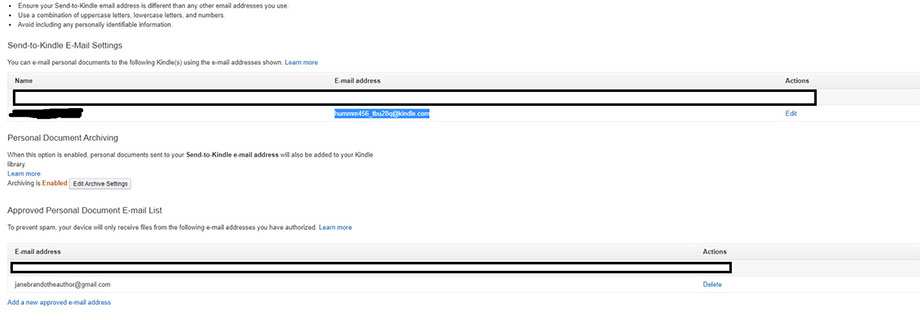 Ensure your Send-to-Kindle email address is different than any other email addresses you use.
Use a combination of uppercase letters, lowercase letters, and numbers.
Avoid including any personally identifiable information.
Send-to-Kindle E-Mail Settings
You can e-mail personal documents to the following Kindle(s) using the e-mail addresses shown. Learn more
Name E-mail address Actions
hummm456_tbu28q@kindle.com Edit
Personal Document Archiving
When this option is enabled, personal documents sent to your Send-to-Kindle e-mail address will also be added to your Kindle
library.
Learn more
Archiving is Enabled Edit Archive Settings
Approved Personal Document E-mail List
To prevent spam, your device will only receive files from the following e-mail addresses you have authorized. Learn more
E-mail address Actions
janebrandotheauthor@gmail.com Delete
Add a new approved e-mail address